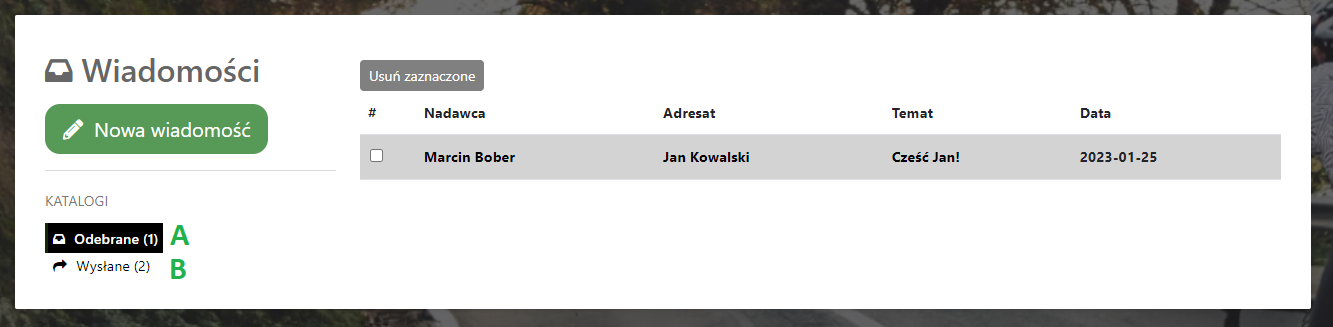 Wiadomości
Nowa wiadomość
KATALOGI
Odebrane (1) A
Wysłane (2) B
Usuń zaznaczone
# Nadawca Adresat Temat Data
Marcin Bober Jan Kowalski Cześć Jan! 2023-01-25